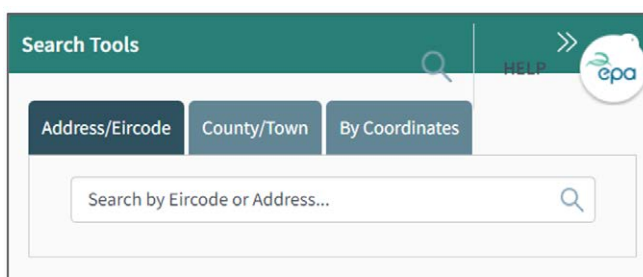 Search Tools
HELP
epa
Address/Eircode County/Town By Coordinates
Search by Eircode or Address...